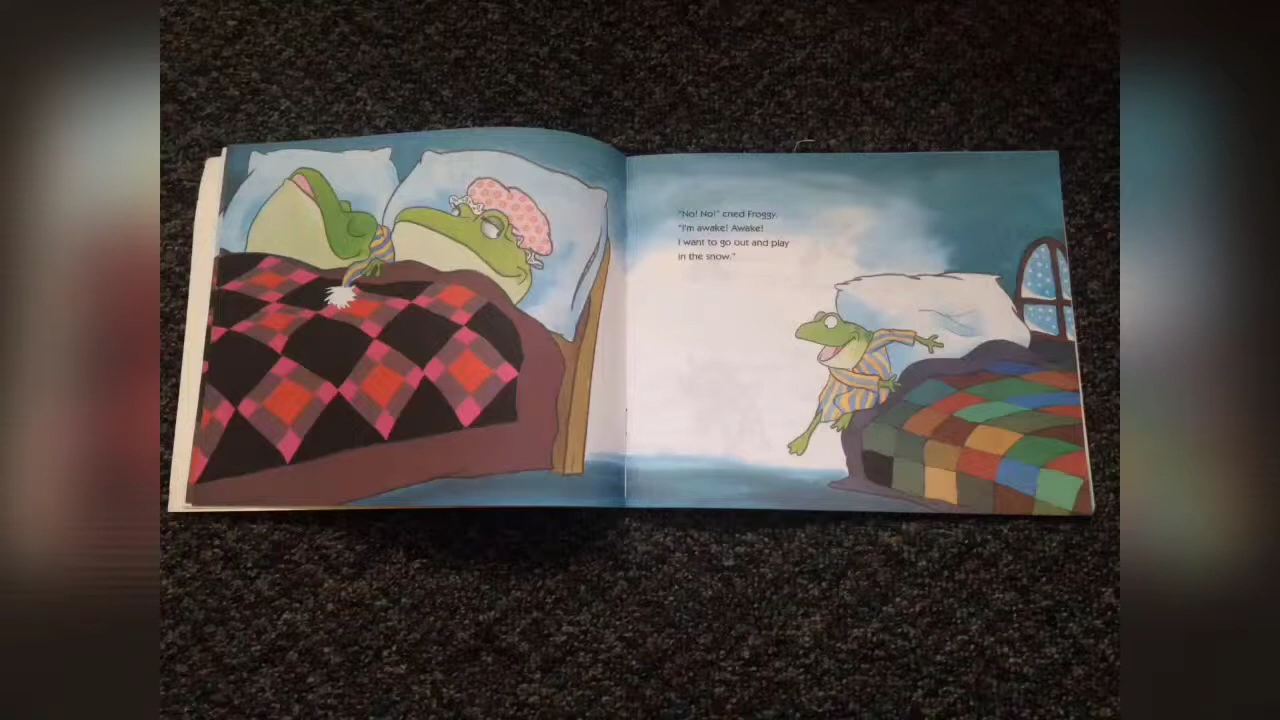 "No! No!" cried Froggy.
"I'm awake! Awake!
I want to go out and play
in the snow."